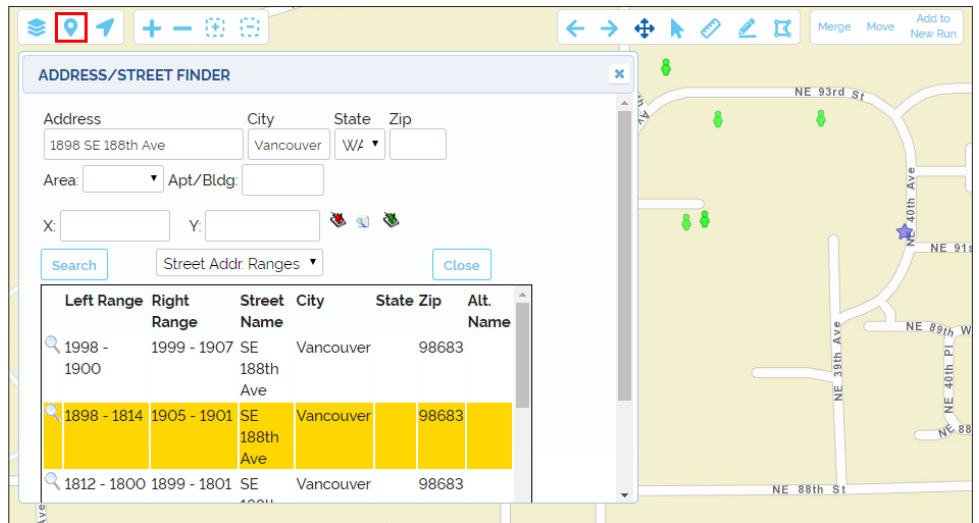 Merge Move Add to New Run
ADDRESS/STREET FINDER
Address City State Zip
1898 SE 188th Ave Vancouver WA
Area: Apt/Bldg:
X: Y:
Search Street Addr. Ranges Close
Left Range Right Range Street Name City State Zip Alt. Name
1998 - 1900 1999 - 1907 SE 188th Ave Vancouver 98683
1898 - 1814 1905 - 1901 SE 188th Ave Vancouver 98683
1812 - 1800 1899 - 1801 SE Vancouver 98683
NE 93rd St
NE 40th Ave
NE 91s
NE 89th W
NE 39th Ave
NE 40th Pl
NE 88
NE 88th St